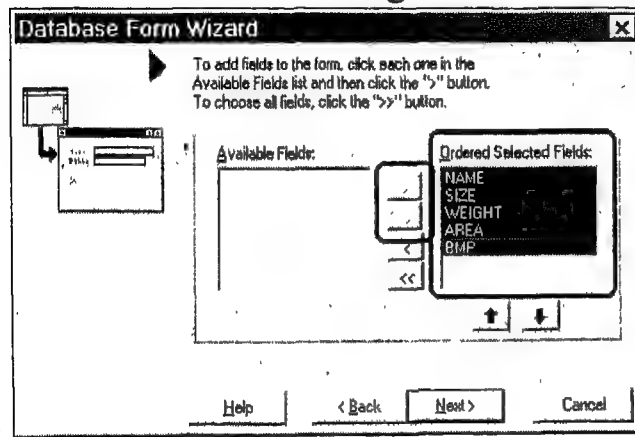 Database Form Wizard
To add fields to the form, click each one in the
Available Fields list and then click the ">" button.
To choose all fields, click the ">>" button.
Available Fields:
Ordered Selected Fields:
NAME
SIZE
WEIGHT
AREA
BMP
<
<<
Help
< Back
Next >
Cancel